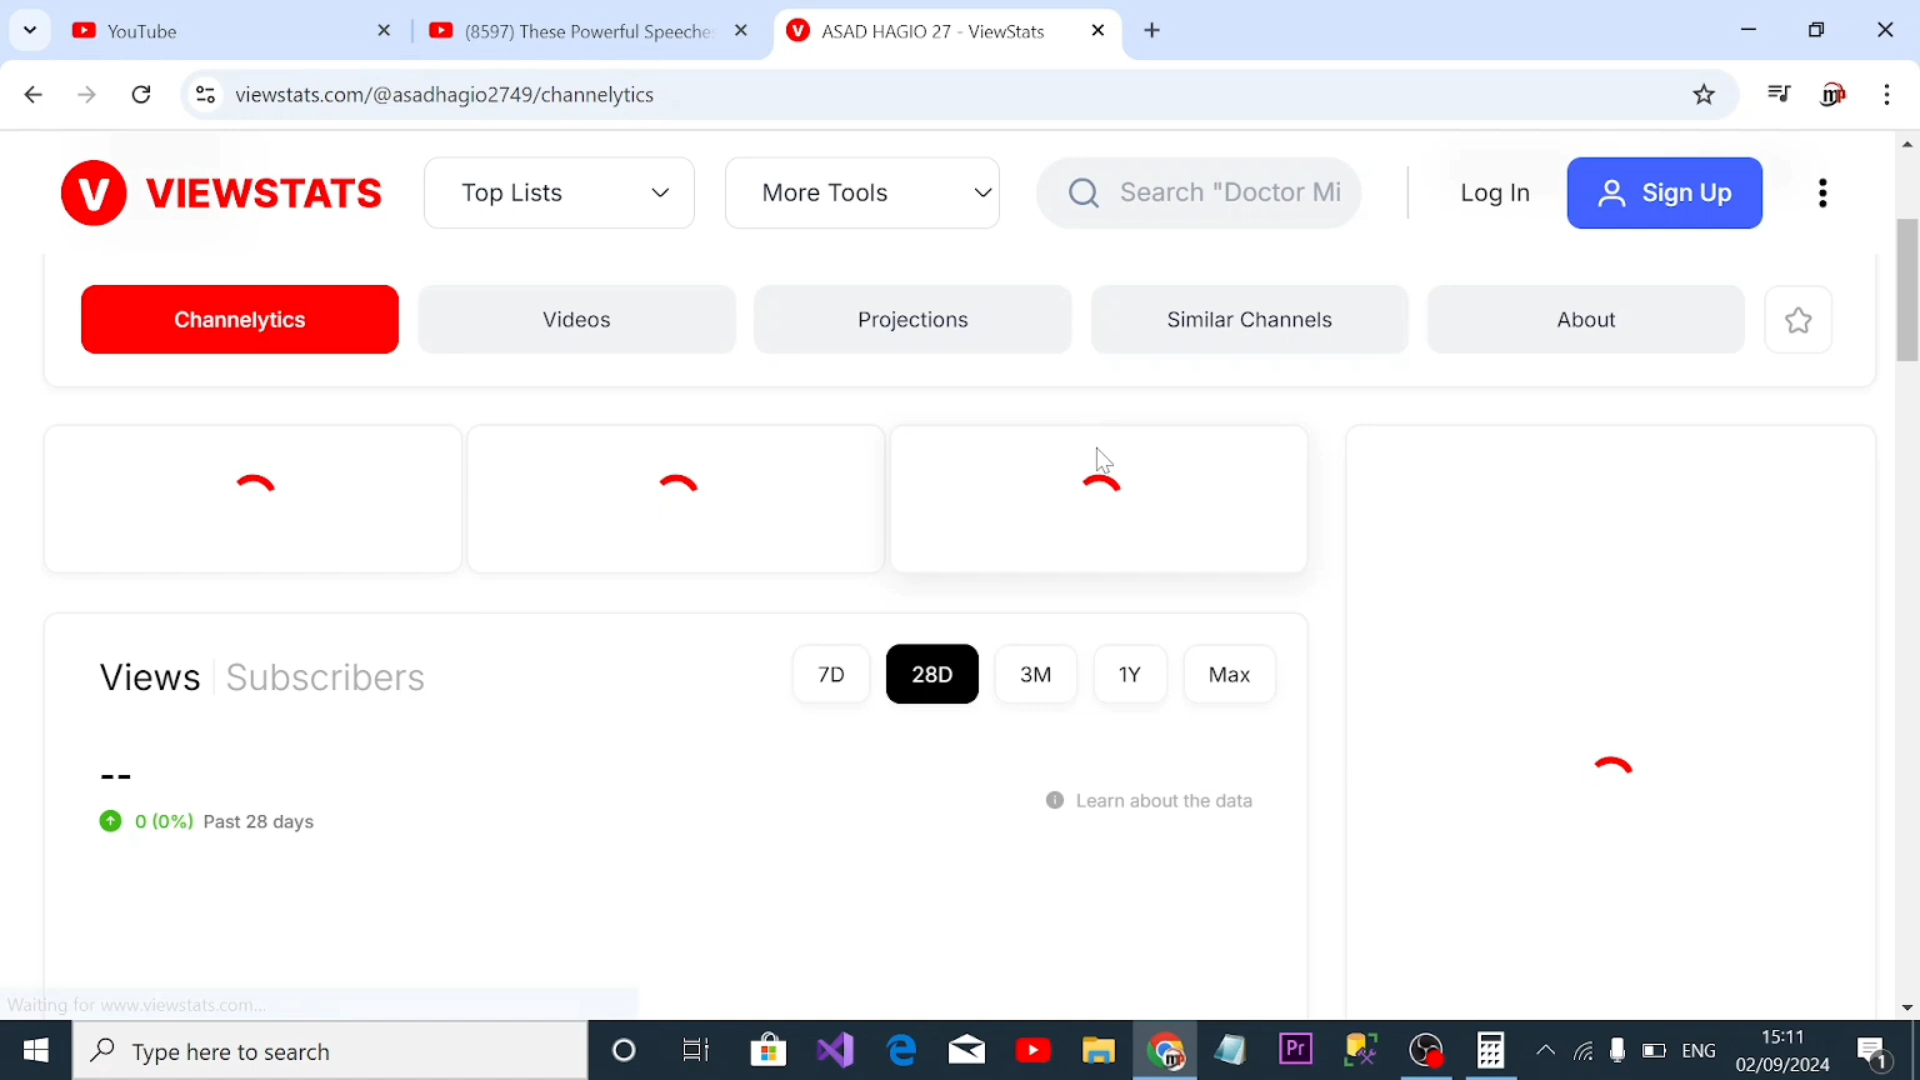 YouTube
(8597) These Powerful Speeches
ASAD HAGIO 27 - ViewStats
viewstats.com/@asadhagio2749/channelytics
VIEWSTATS
Top Lists
More Tools
Search "Doctor Mi
Log In
Sign Up
Channelytics
Videos
Projections
Similar Channels
About
Views
Subscribers
7D
28D
3M
1Y
Max
--
0 (0%) Past 28 days
Learn about the data
Waiting for www.viewstats.com...
Type here to search
Pr
ENG
15:11
02/09/2024
1